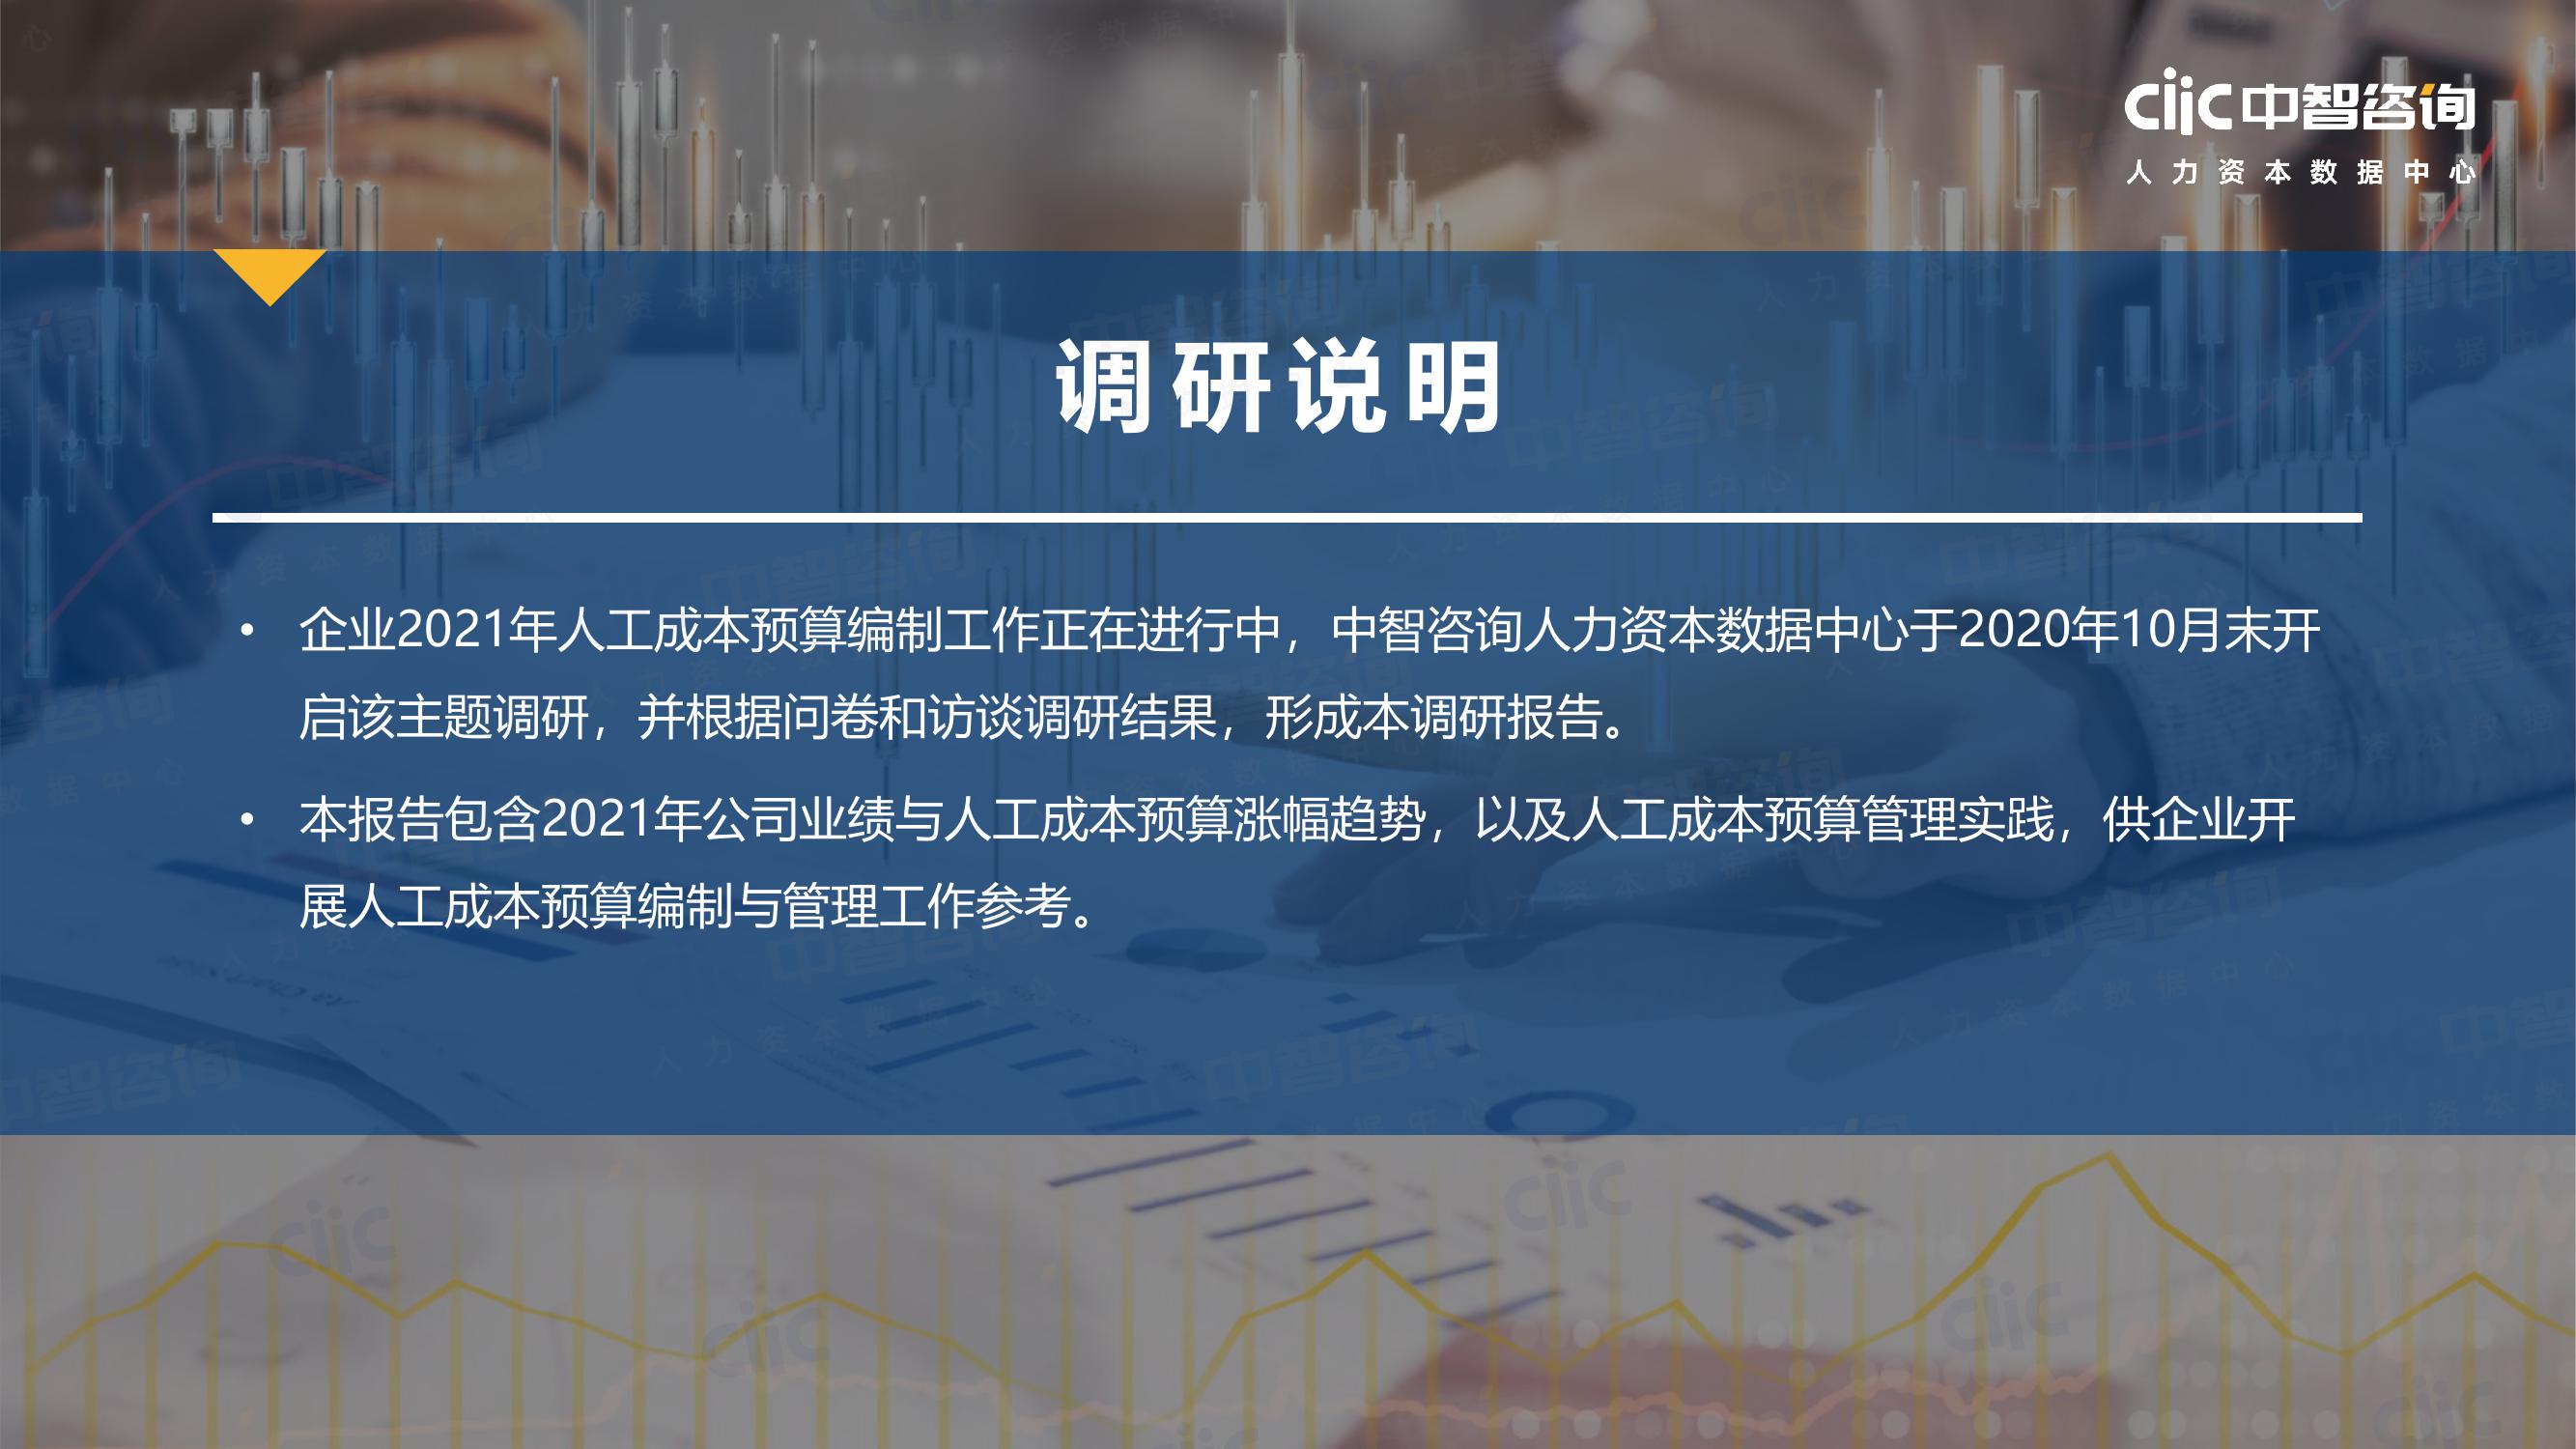 ciic中智咨询
人力资本数据中心
调研说明
• 企业2021年人工成本预算编制工作正在进行中，中智咨询人力资本数据中心于2020年10月末开
启该主题调研，并根据问卷和访谈调研结果，形成本调研报告。
• 本报告包含2021年公司业绩与人工成本预算涨幅趋势，以及人工成本预算管理实践，供企业开
展人工成本预算编制与管理工作参考。